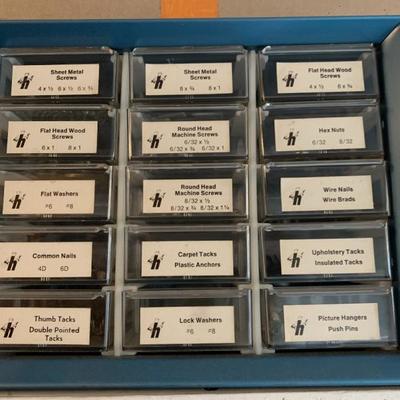 Sheet Metal
Screws
4 x ½ 6 x ½ 6 x ¾
Sheet Metal
Screws
6 x ¾ 8 x 1
Flat Head Wood
Screws
4 x ½ 6 x ¾
Flat Head Wood
Screws
6 x 1 8 x 1
Round Head
Machine Screws
6/32 x ½
6/32 x ¾ 6/32 x 1
Hex Nuts
6/32 8/32
Flat Washers
#6 #8
Round Head
Machine Screws
8/32 x ½
8/32 x ¾ 8/32 x 1¼
Wire Nails
Wire Brads
Common Nails
4D 6D
Carpet Tacks
Plastic Anchors
Upholstery Tacks
Insulated Tacks
Thumb Tacks
Double Pointed
Tacks
Lock Washers
#6 #8
Picture Hangers
Push Pins